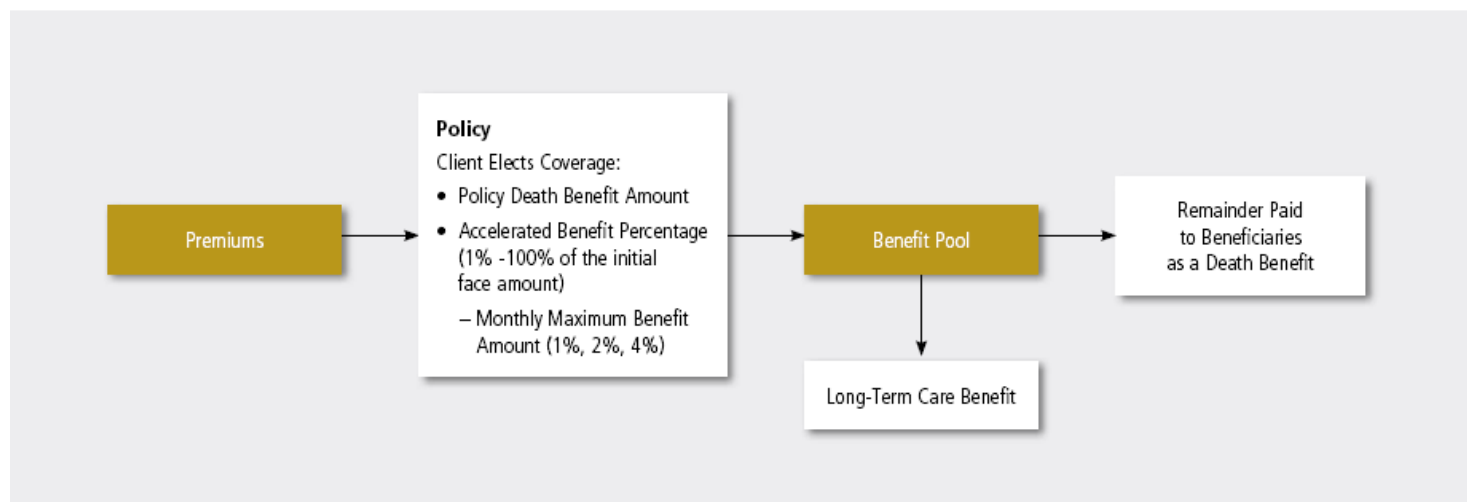 Premiums
Policy
Client Elects Coverage:
• Policy Death Benefit Amount
• Accelerated Benefit Percentage
(1% -100% of the initial
face amount)
– Monthly Maximum Benefit
Amount (1%, 2%, 4%)
Benefit Pool
Long-Term Care Benefit
Remainder Paid
to Beneficiaries
as a Death Benefit